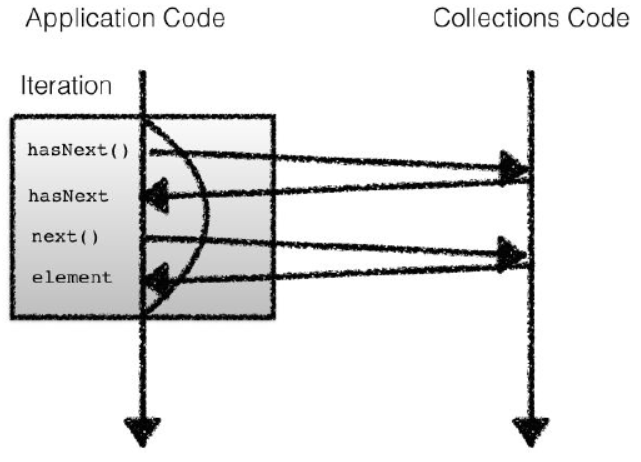 Application Code
Collections Code
Iteration
hasNext()
hasNext
next()
element